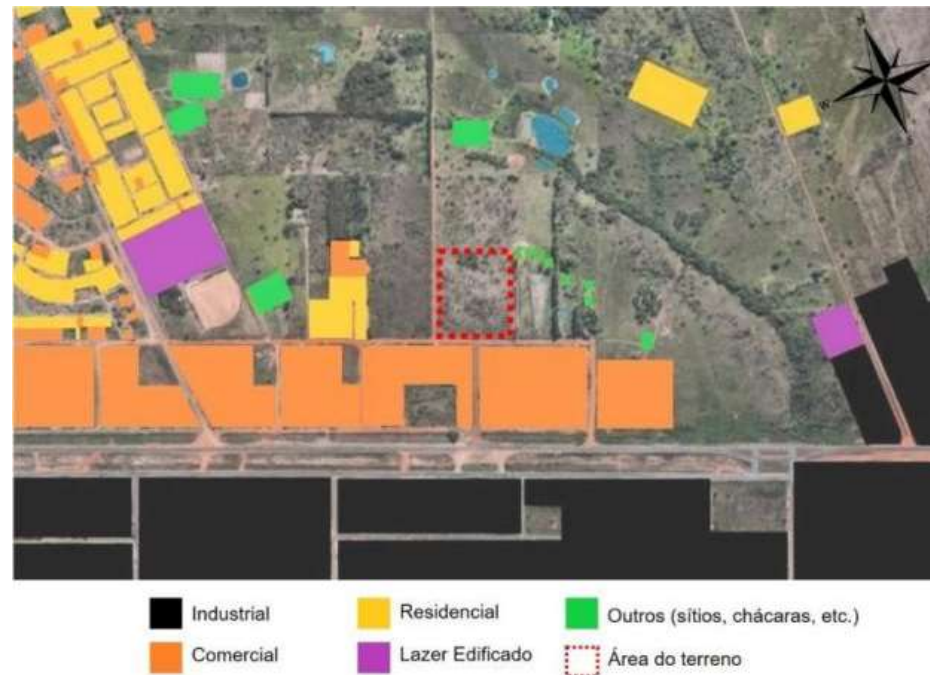 W
Industrial
Residencial
Outros (sítios, chácaras, etc.)
Comercial
Lazer Edificado
Área do terreno